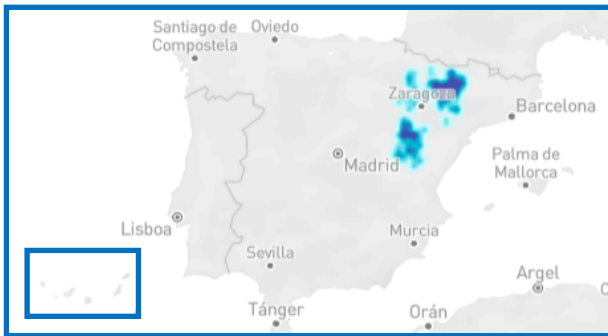 Santiago de
Compostela
Oviedo
Zaragoza
Barcelona
Madrid
Palma de
Mallorca
Lisboa
Murcia
Sevilla
Argel
Tánger
Orán